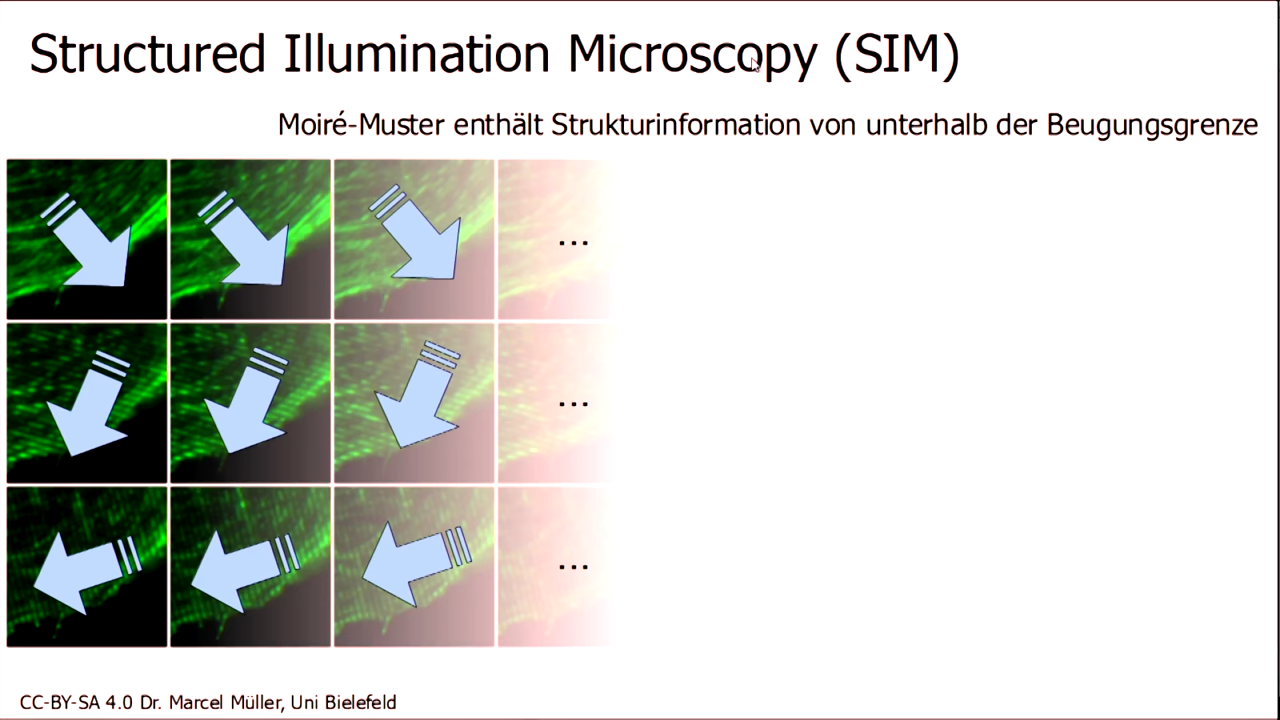 Structured Illumination Microscopy (SIM)
Moiré-Muster enthält Strukturinformation von unterhalb der Beugungsgrenze
...
...
...
CC-BY-SA 4.0 Dr. Marcel Müller, Uni Bielefeld